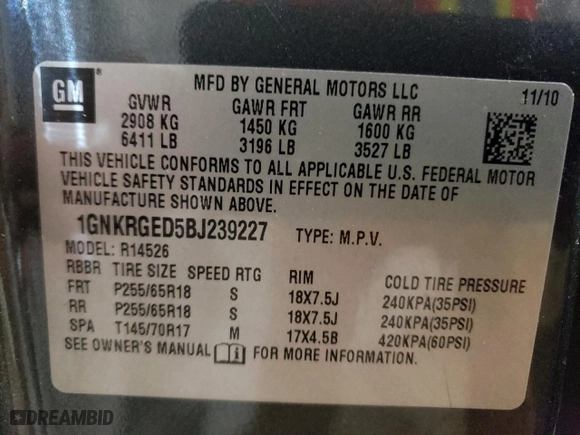 GM ®
MFD BY GENERAL MOTORS LLC
11/10
GVWR GAWR FRT GAWR RR
2908 KG 1450 KG 1600 KG
6411 LB 3196 LB 3527 LB
THIS VEHICLE CONFORMS TO ALL APPLICABLE U.S. FEDERAL MOTOR
VEHICLE SAFETY STANDARDS IN EFFECT ON THE DATE OF
MANUFACTURE SHOWN ABOVE.
1GNKRGED5BJ239227 TYPE: M.P.V.
MODEL: R14526
RBBR TIRE SIZE SPEED RTG RIM COLD TIRE PRESSURE
FRT P255/65R18 S 18X7.5J 240KPA(35PSI)
RR P255/65R18 S 18X7.5J 240KPA(35PSI)
SPA T145/70R17 M 17X4.5B 420KPA(60PSI)
SEE OWNER'S MANUAL FOR MORE INFORMATION.
DREAMBID